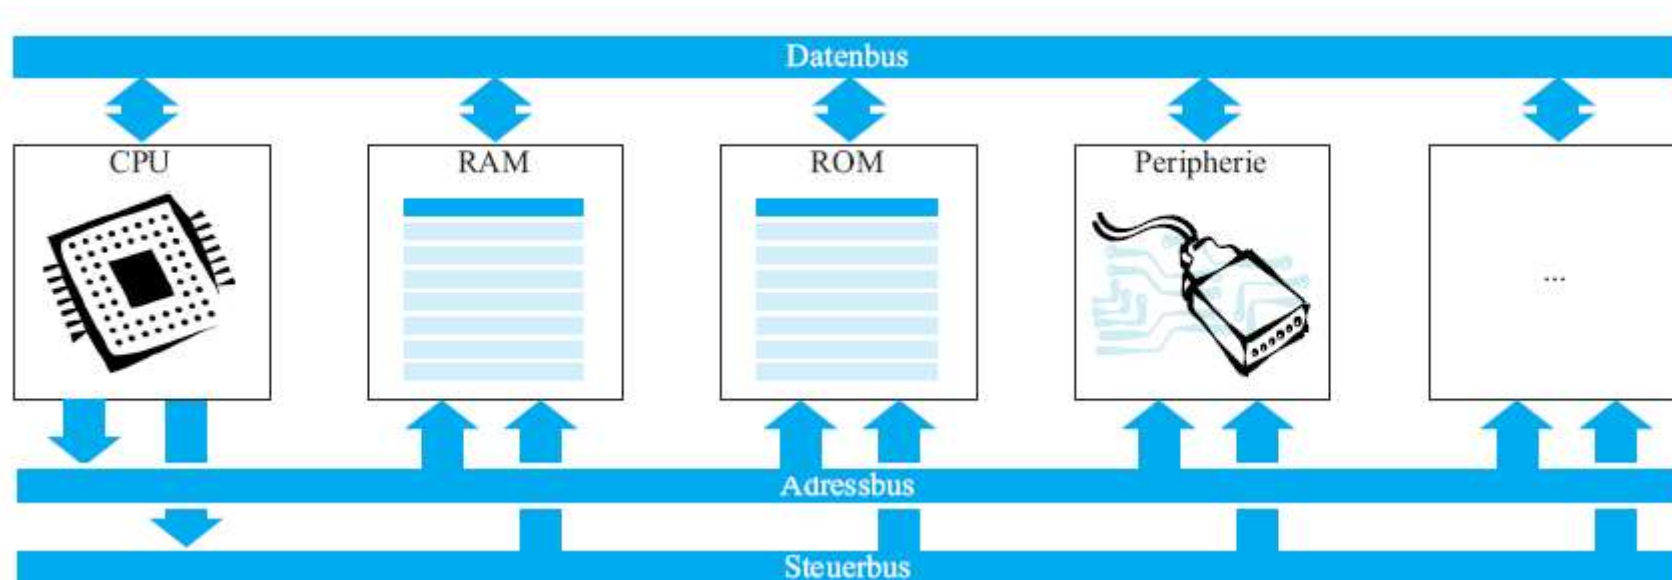 Datenbus
CPU
RAM
ROM
Peripherie
...
Adressbus
Steuerbus